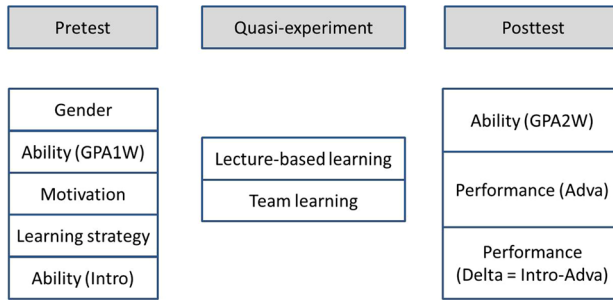 Pretest
Quasi-experiment
Posttest
Gender
Ability (GPA1W)
Motivation
Learning strategy
Ability (Intro)
Lecture-based learning
Team learning
Ability (GPA2W)
Performance (Adva)
Performance
(Delta = Intro-Adva)